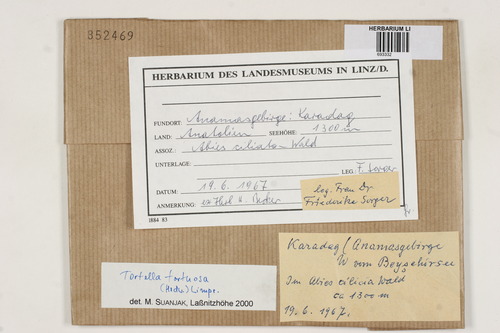 352469
HERBARIUM LI
HERBARIUM DES LANDESMUSEUMS IN LINZ/D.
FUNDORT: Anamasgebirge: Karadag
LAND: Anatolien SEEHÖHE: 1300 m
ASSOZ.: Abies cilicia-Wald
UNTERLAGE:
LEG: F. Sorger
DATUM: 19.6.1967
ANMERKUNG:
1884 83
leg. Frau Dr
Friederike Sorger
Tortella tortuosa
(Hedw.) Limpr.
det. M. SUANJAK, Laßnitzhöhe 2000
Karadag / Anamasgebirge
W vom Beyşehirsee
Im Abies cilicia Wald
ca 1300 m
19.6.1967.